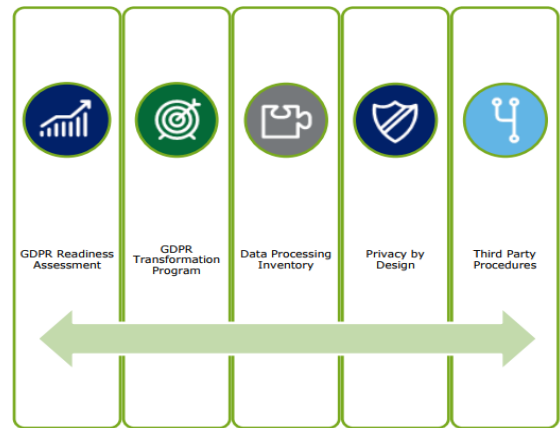 GDPR Readiness
Assessment
GDPR
Transformation
Program
Data Processing
Inventory
Privacy by
Design
Third Party
Procedures